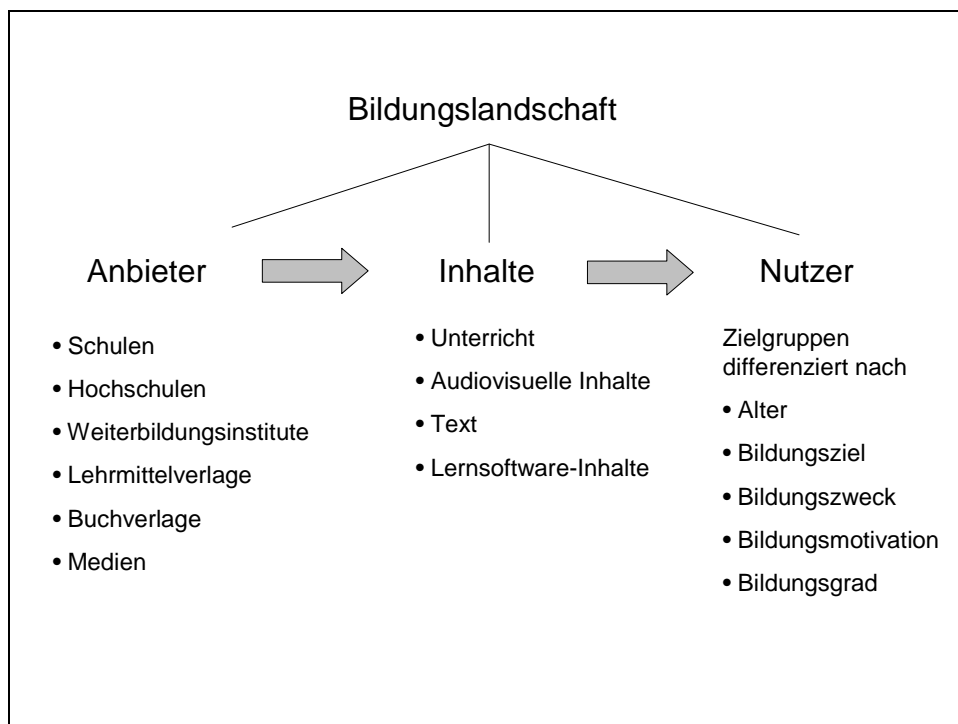 Bildungslandschaft
Anbieter
• Schulen
• Hochschulen
• Weiterbildungsinstitute
• Lehrmittelverlage
• Buchverlage
• Medien
Inhalte
• Unterricht
• Audiovisuelle Inhalte
• Text
• Lernsoftware-Inhalte
Nutzer
Zielgruppen
differenziert nach
• Alter
• Bildungsziel
• Bildungszweck
• Bildungsmotivation
• Bildungsgrad